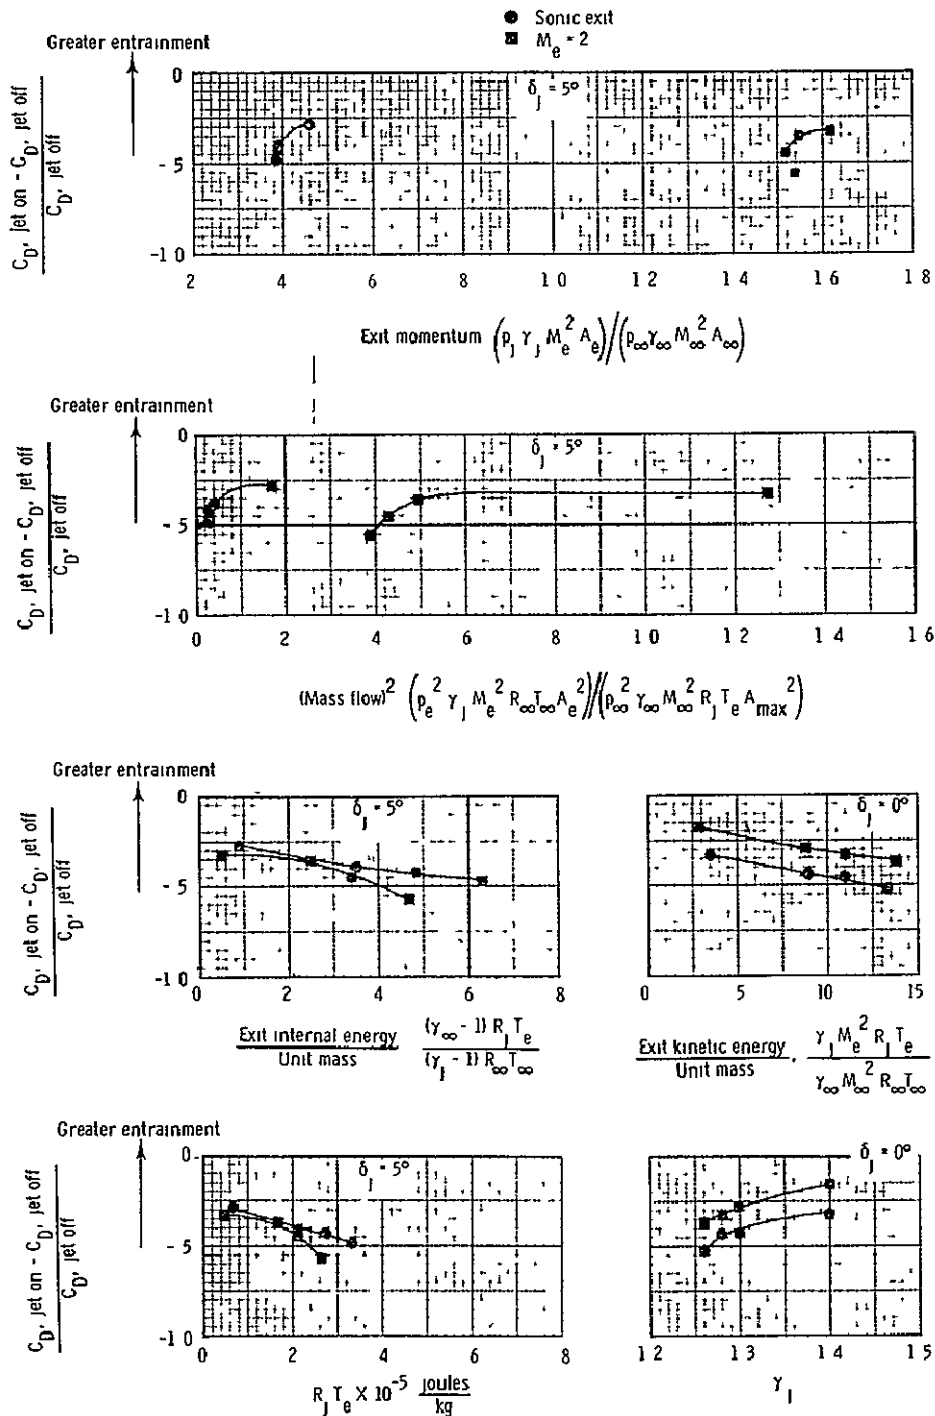 Sonic exit
M_e = 2
Greater entrainment
C_D, jet on - C_D, jet off
C_D, jet off
0
-5
-1 0
δ_J = 5°
2 4 6 8 1 0 1 2 1 4 1 6 1 8
Exit momentum (p_J γ_J M_e^2 A_e)/(p_∞ γ_∞ M_∞^2 A_∞)
Greater entrainment
C_D, jet on - C_D, jet off
C_D, jet off
0
-5
-1 0
δ_J = 5°
0 2 4 6 8 1 0 1 2 1 4 1 6
(Mass flow)^2 (p_e^2 γ_J M_e^2 R_∞ T_∞ A_e^2)/(p_∞^2 γ_∞ M_∞^2 R_J T_e A_max^2)
Greater entrainment
C_D, jet on - C_D, jet off
C_D, jet off
0
-5
-1 0
δ_J = 5°
0 2 4 6 8
Exit internal energy
Unit mass
(γ_∞ - 1) R_J T_e
(γ_J - 1) R_∞ T_∞
δ_J = 0°
0 5 10 15
Exit kinetic energy
Unit mass
,
γ_J M_e^2 R_J T_e
γ_∞ M_∞^2 R_∞ T_∞
Greater entrainment
C_D, jet on - C_D, jet off
C_D, jet off
0
-5
-1 0
δ = 5°
0 2 4 6 8
R_J T_e X 10^-5 joules
kg
δ_J = 0°
1 2 1 3 1 4 1 5
γ_J